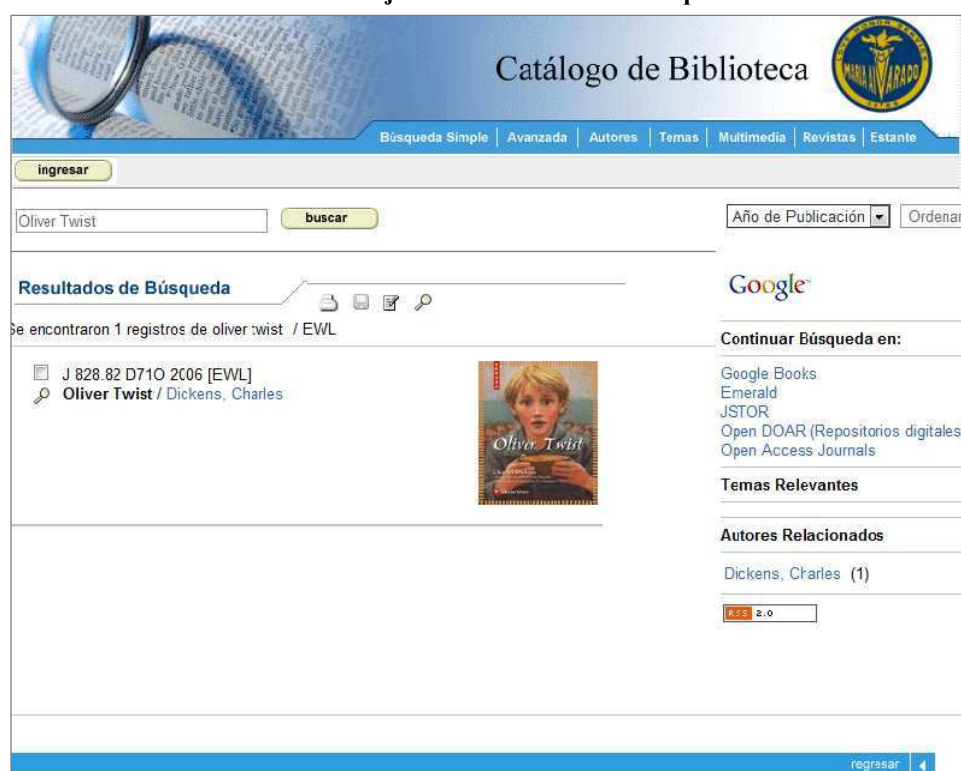 Catálogo de Biblioteca
MARIA ALVARADO
Búsqueda Simple | Avanzada | Autores | Temas | Multimedia | Revistas | Estante
ingresar
Oliver Twist
buscar
Año de Publicación
Ordenar
Resultados de Búsqueda
Se encontraron 1 registros de oliver twist / EWL
J 828.82 D71O 2006 [EWL]
Oliver Twist / Dickens, Charles
Oliver Twist
Google
Continuar Búsqueda en:
Google Books
Emerald
JSTOR
Open DOAR (Repositorios digitales
Open Access Journals
Temas Relevantes
Autores Relacionados
Dickens, Charles (1)
RSS 2.0
regresar